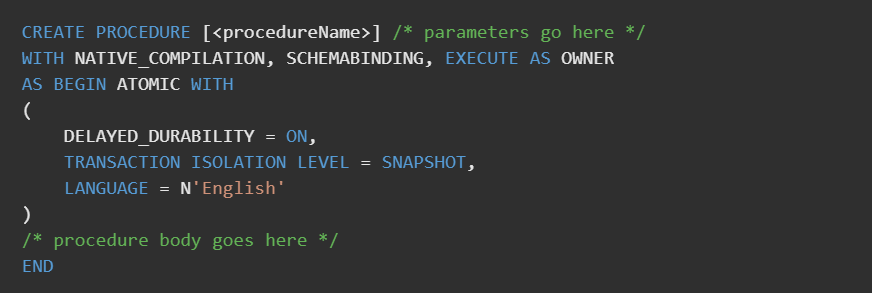 CREATE PROCEDURE [<procedureName>] /* parameters go here */
WITH NATIVE_COMPILATION, SCHEMABINDING, EXECUTE AS OWNER
AS BEGIN ATOMIC WITH
(
    DELAYED_DURABILITY = ON,
    TRANSACTION ISOLATION LEVEL = SNAPSHOT,
    LANGUAGE = N'English'
)
/* procedure body goes here */
END